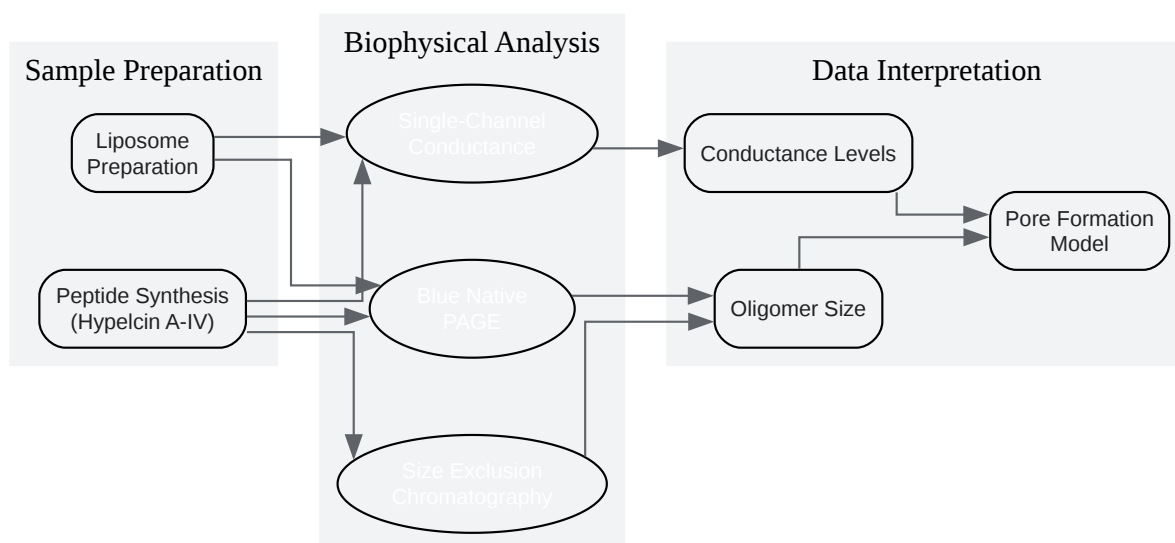 Sample Preparation
Liposome
Preparation
Peptide Synthesis
(Hypelcin A-IV)
Biophysical Analysis
Single-Channel
Conductance
Blue Native
PAGE
Size Exclusion
Chromatography
Data Interpretation
Conductance Levels
Oligomer Size
Pore Formation
Model